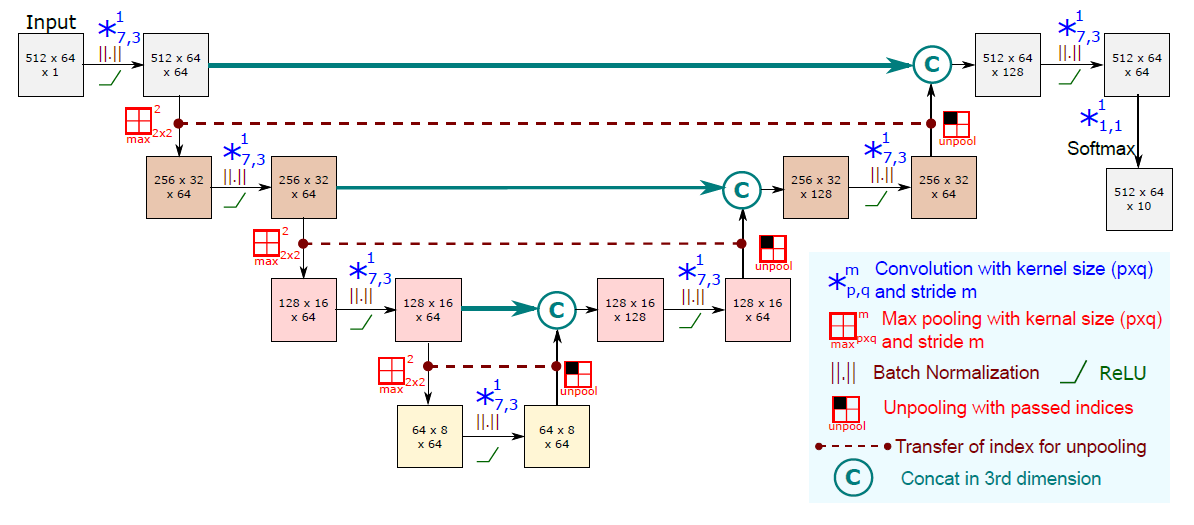 Input
512 x 64
x 1
*
1
7,3
||.||
512 x 64
x 64
C
512 x 64
x 128
*
1
7,3
||.||
512 x 64
x 64
max
2
2x2
unpool
*
1
1,1
Softmax
512 x 64
x 10
256 x 32
x 64
*
1
7,3
||.||
256 x 32
x 64
C
256 x 32
x 128
*
1
7,3
||.||
256 x 32
x 64
max
2
2x2
unpool
128 x 16
x 64
*
1
7,3
||.||
128 x 16
x 64
C
128 x 16
x 128
*
1
7,3
||.||
128 x 16
x 64
max
2
2x2
unpool
64 x 8
x 64
*
1
7,3
||.||
64 x 8
x 64
*
m
p,q
Convolution with kernel size (pxq)
and stride m
max
m
pxq
Max pooling with kernal size (pxq)
and stride m
||.|| Batch Normalization
ReLU
unpool
Unpooling with passed indices
Transfer of index for unpooling
C
Concat in 3rd dimension